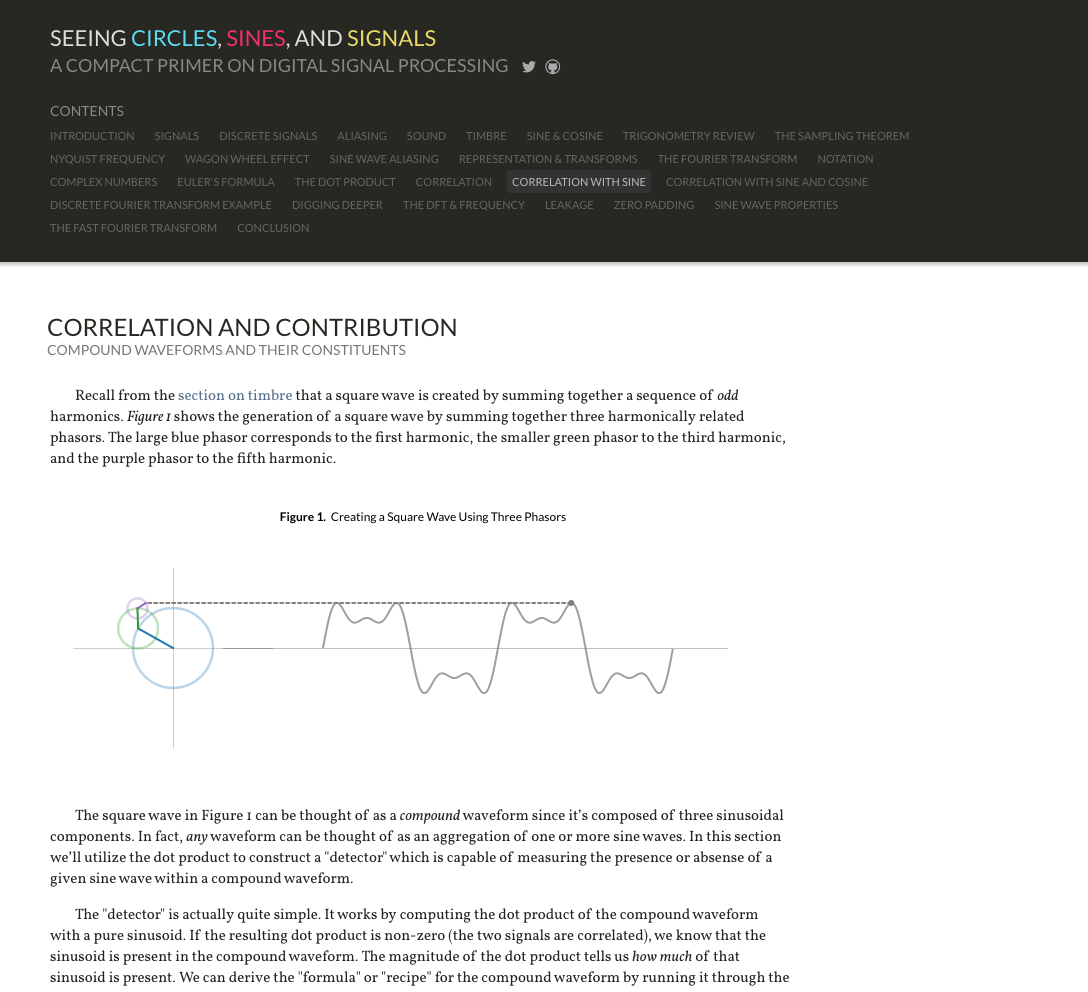 SEEING CIRCLES, SINES, AND SIGNALS
A COMPACT PRIMER ON DIGITAL SIGNAL PROCESSING
CONTENTS
INTRODUCTION SIGNALS DISCRETE SIGNALS ALIASING SOUND TIMBRE SINE & COSINE TRIGONOMETRY REVIEW THE SAMPLING THEOREM
NYQUIST FREQUENCY WAGON WHEEL EFFECT SINE WAVE ALIASING REPRESENTATION & TRANSFORMS THE FOURIER TRANSFORM NOTATION
COMPLEX NUMBERS EULER'S FORMULA THE DOT PRODUCT CORRELATION CORRELATION WITH SINE CORRELATION WITH SINE AND COSINE
DISCRETE FOURIER TRANSFORM EXAMPLE DIGGING DEEPER THE DFT & FREQUENCY LEAKAGE ZERO PADDING SINE WAVE PROPERTIES
THE FAST FOURIER TRANSFORM CONCLUSION
CORRELATION AND CONTRIBUTION
COMPOUND WAVEFORMS AND THEIR CONSTITUENTS
Recall from the section on timbre that a square wave is created by summing together a sequence of odd
harmonics. Figure 1 shows the generation of a square wave by summing together three harmonically related
phasors. The large blue phasor corresponds to the first harmonic, the smaller green phasor to the third harmonic,
and the purple phasor to the fifth harmonic.
Figure 1. Creating a Square Wave Using Three Phasors
The square wave in Figure 1 can be thought of as a compound waveform since it's composed of three sinusoidal
components. In fact, any waveform can be thought of as an aggregation of one or more sine waves. In this section
we'll utilize the dot product to construct a "detector" which is capable of measuring the presence or absense of a
given sine wave within a compound waveform.
The "detector" is actually quite simple. It works by computing the dot product of the compound waveform
with a pure sinusoid. If the resulting dot product is non-zero (the two signals are correlated), we know that the
sinusoid is present in the compound waveform. The magnitude of the dot product tells us how much of that
sinusoid is present. We can derive the "formula" or "recipe" for the compound waveform by running it through the